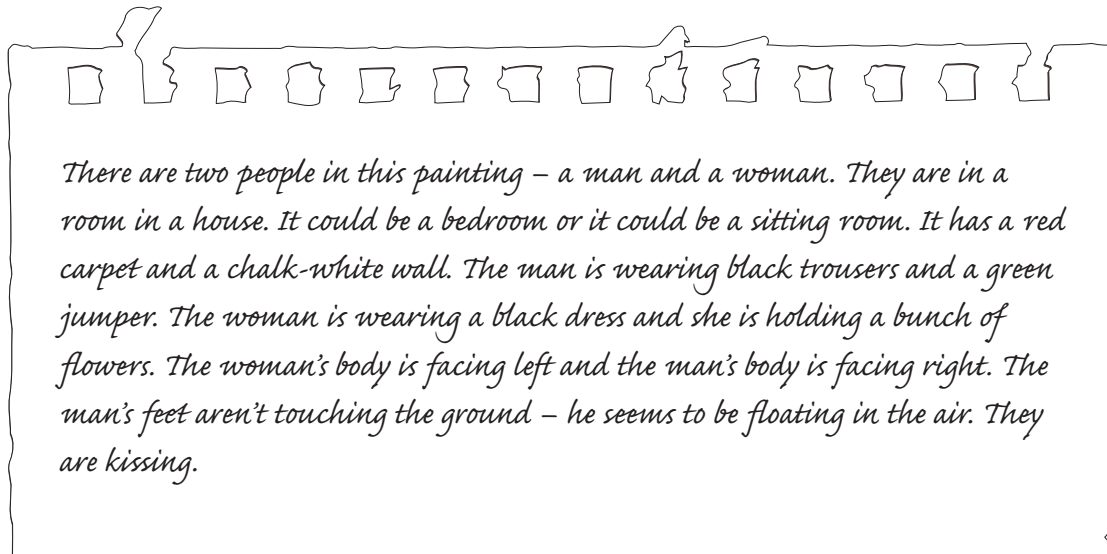 There are two people in this painting – a man and a woman. They are in a
room in a house. It could be a bedroom or it could be a sitting room. It has a red
carpet and a chalk-white wall. The man is wearing black trousers and a green
jumper. The woman is wearing a black dress and she is holding a bunch of
flowers. The woman’s body is facing left and the man’s body is facing right. The
man’s feet aren’t touching the ground – he seems to be floating in the air. They
are kissing.